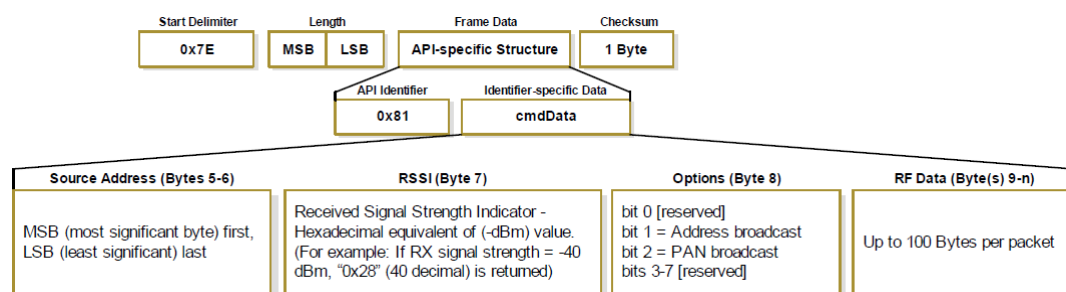 Start Delimiter
Length
Frame Data
Checksum
0x7E
MSB
LSB
API-specific Structure
1 Byte
API Identifier
Identifier-specific Data
0x81
cmdData
Source Address (Bytes 5-6)
MSB (most significant byte) first,
LSB (least significant) last
RSSI (Byte 7)
Received Signal Strength Indicator -
Hexadecimal equivalent of (-dBm) value.
(For example: If RX signal strength = -40
dBm, “0x28” (40 decimal) is returned)
Options (Byte 8)
bit 0 [reserved]
bit 1 = Address broadcast
bit 2 = PAN broadcast
bits 3-7 [reserved]
RF Data (Byte(s) 9-n)
Up to 100 Bytes per packet